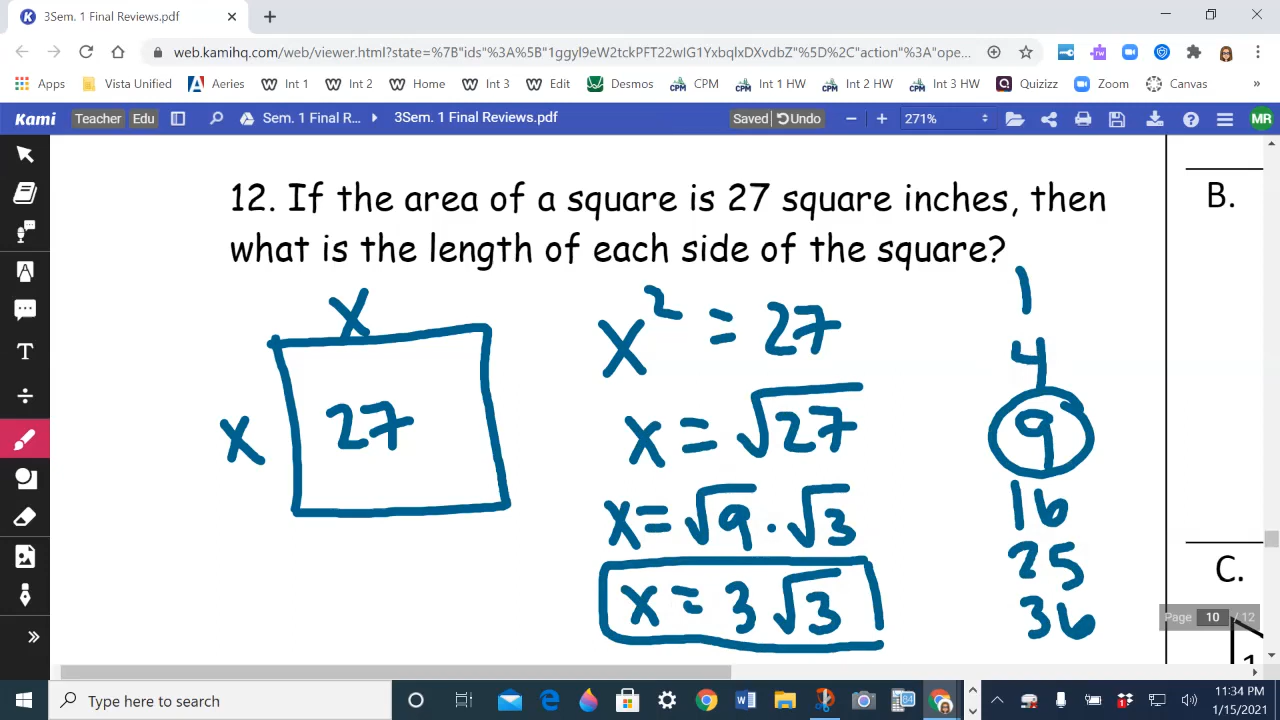 3Sem. 1 Final Reviews.pdf
web.kamihq.com/web/viewer.html?state=%7B"ids"%3A%5B"1ggyl9eW2tckPFT22wIG1YsxlqlxDXvdbZ"%5D%2C"action"%3A"ope...
Apps Vista Unified Aeries Int 1 Int 2 Home Int 3 Edit Desmos CPM Int 1 HW Int 2 HW Int 3 HW Quizizz Zoom Canvas »
Kami Teacher Edu Sem. 1 Final R... 3Sem. 1 Final Reviews.pdf Saved Undo 271% MR
12. If the area of a square is 27 square inches, then
what is the length of each side of the square?
x
x
27
x² = 27
x = √27
x = √9 · √3
x = 3√3
1
4
9
16
25
36
B.
C.
Page 10 / 12
Type here to search
11:34 PM
1/15/2021